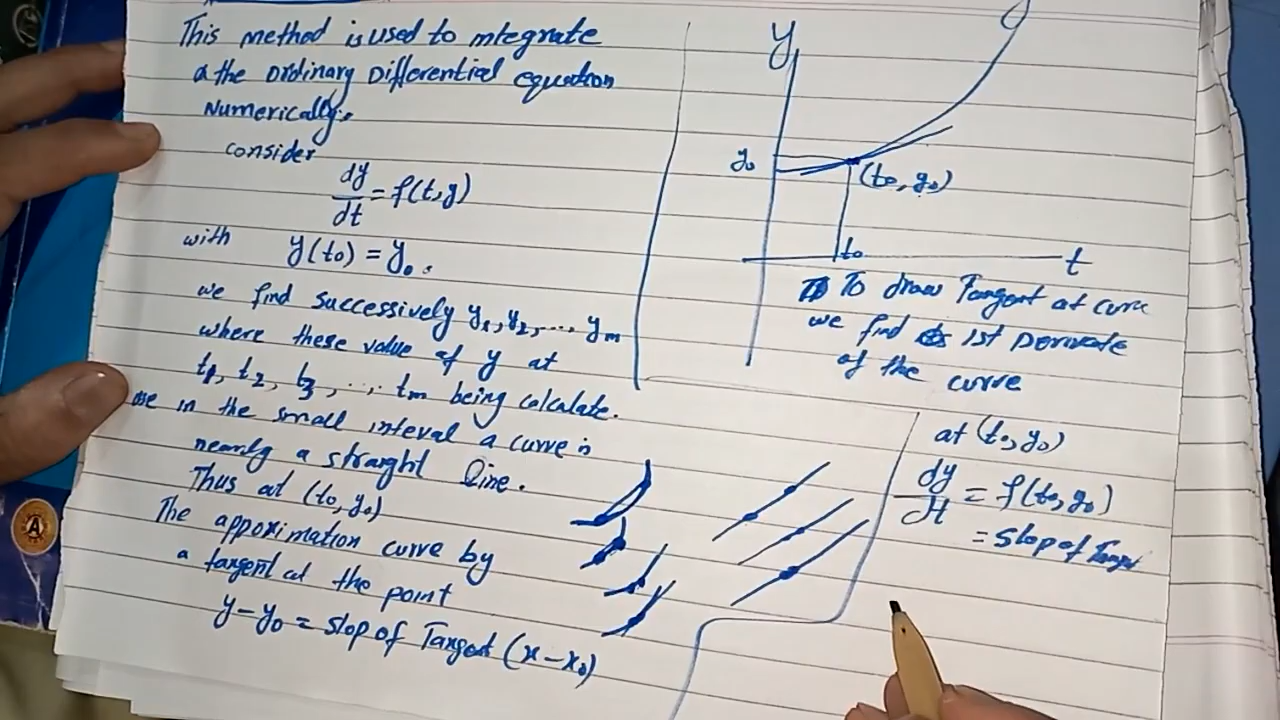 This method is used to integrate
a the ordinary Differential equation
Numerically.
consider
dy/dt = f(t,y)
with y(t0) = y0.
we find successively y1, y2, ..., ym
where these value of y at
t1, t2, t3, ..., tm being calculate.
in the small inteval a curve is
nearly a straight line.
Thus at (t0, y0)
The appoximation curve by
a tangent at the point
y-y0 = slop of Tangent (x-x0)
y
y0
(t0, y0)
t0
t
To draw Tangent at curve
we find 1st Derivate
of the curve
at (t0, y0)
dy/dt = f(t0, y0)
= slop of Tange
A